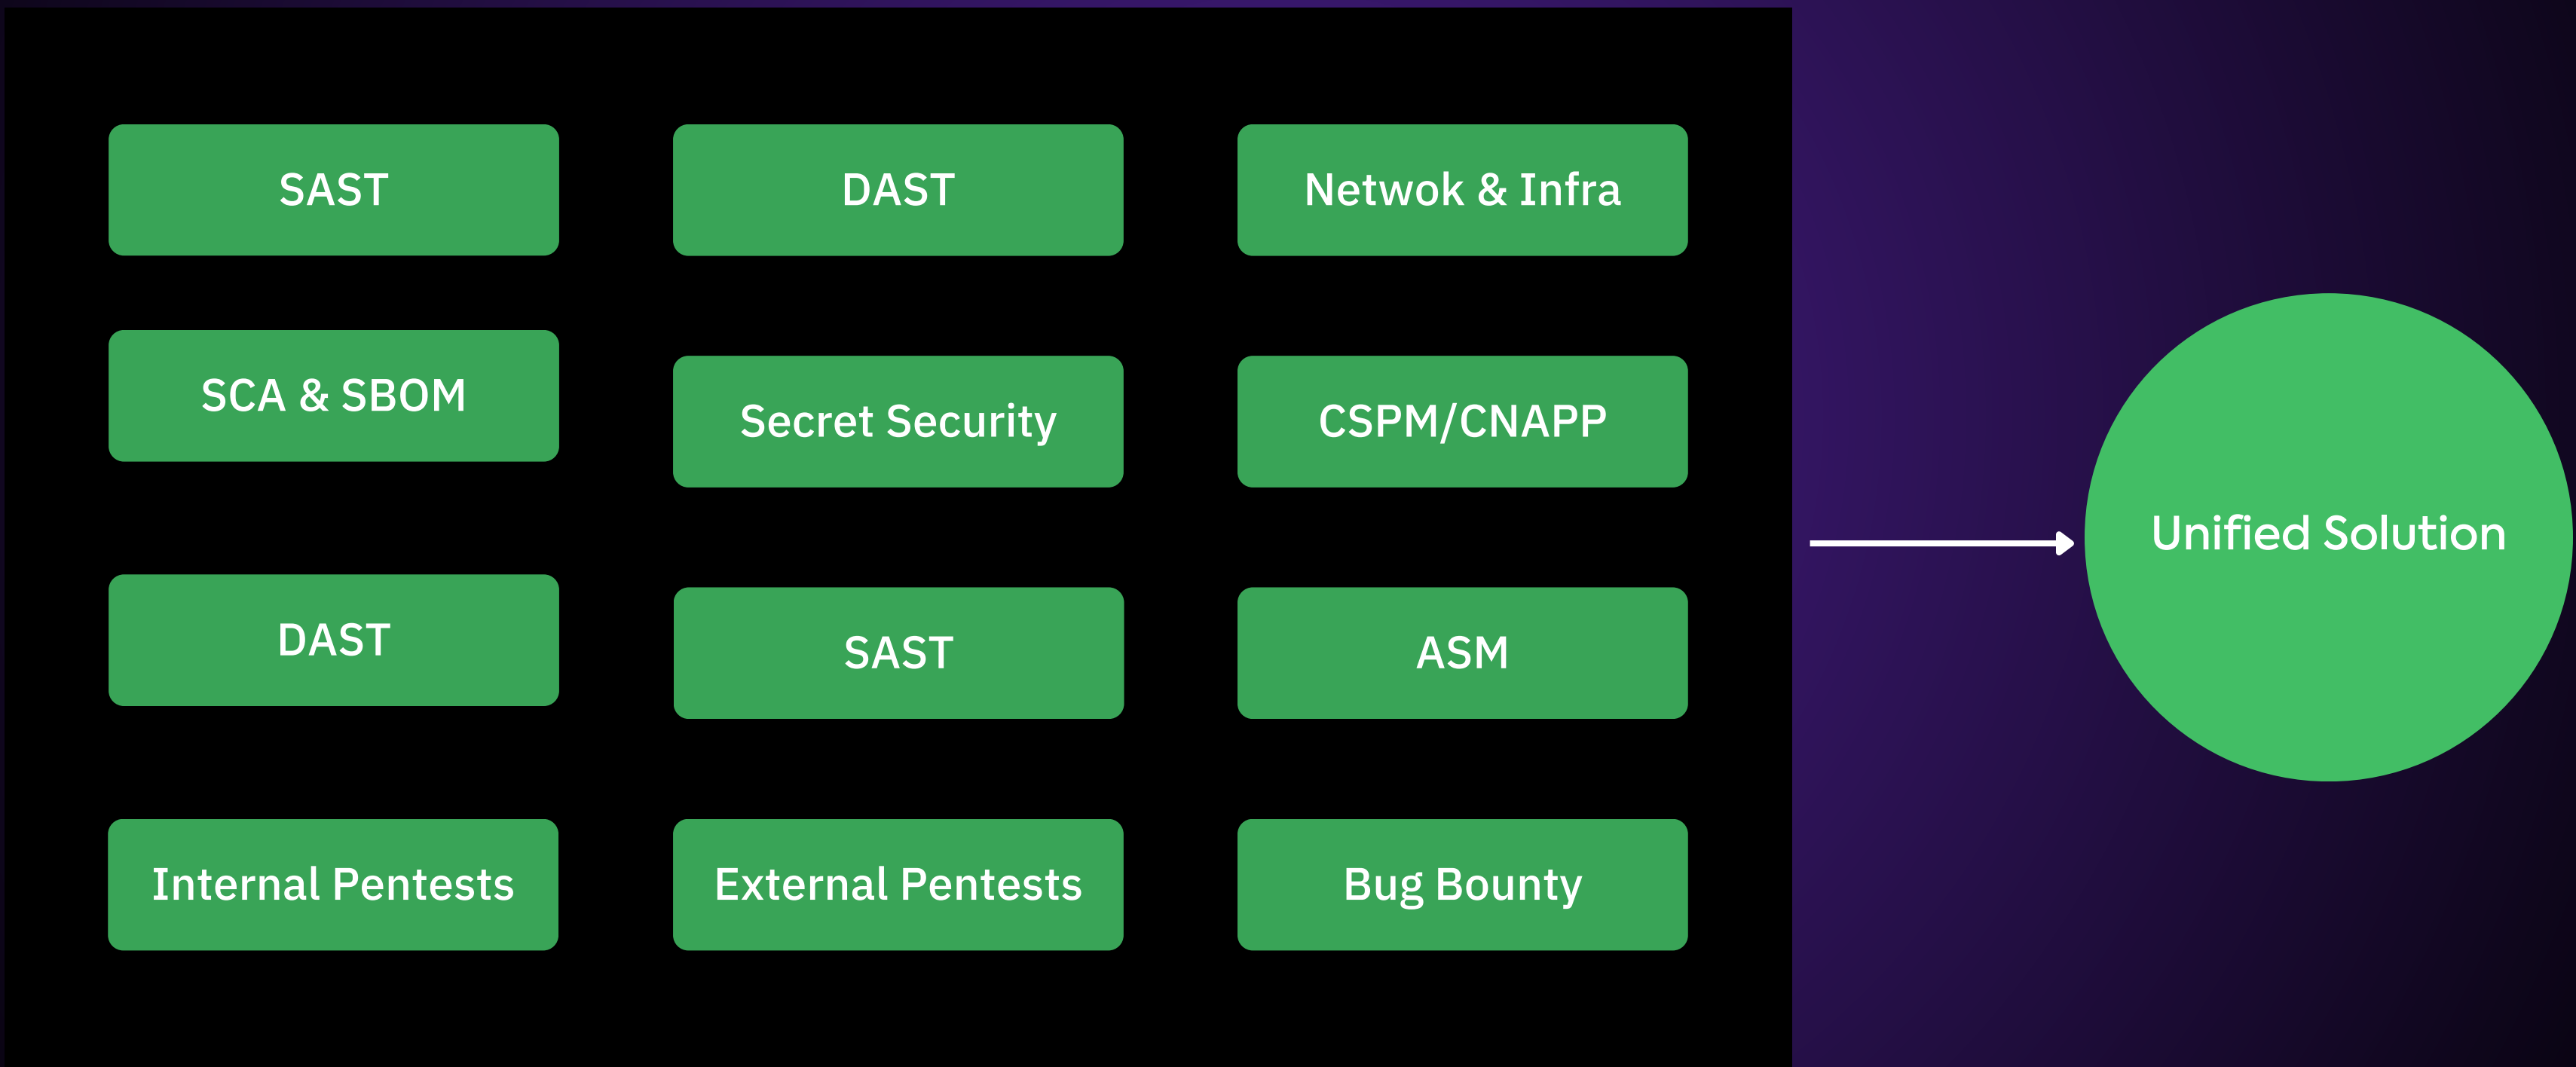 SAST
DAST
Netwok & Infra
SCA & SBOM
Secret Security
CSPM/CNAPP
DAST
SAST
ASM
Internal Pentests
External Pentests
Bug Bounty
Unified Solution